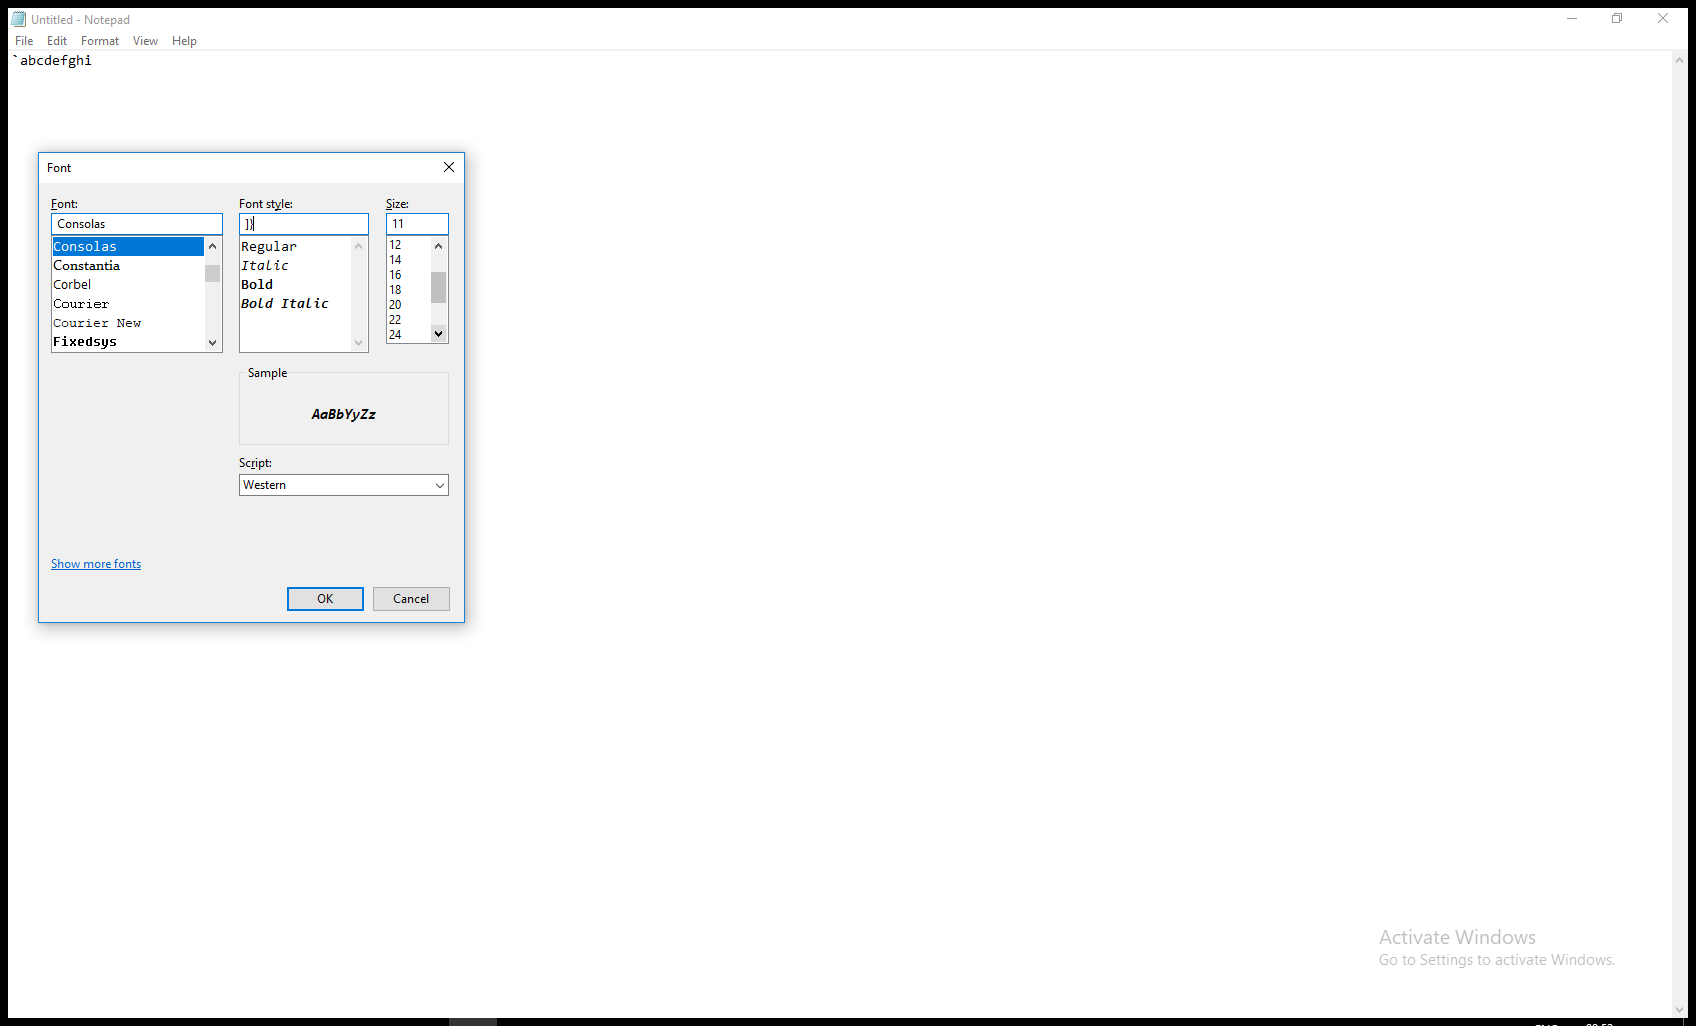 Untitled - Notepad
File Edit Format View Help
`abcdefghi
Font
Font: Font style: Size:
Consolas ]} 11
Consolas
Constantia
Corbel
Courier
Courier New
Fixedsys
Regular
Italic
Bold
Bold Italic
12
14
16
18
20
22
24
Sample
AaBbYyZz
Script:
Western
Show more fonts
OK Cancel
Activate Windows
Go to Settings to activate Windows.